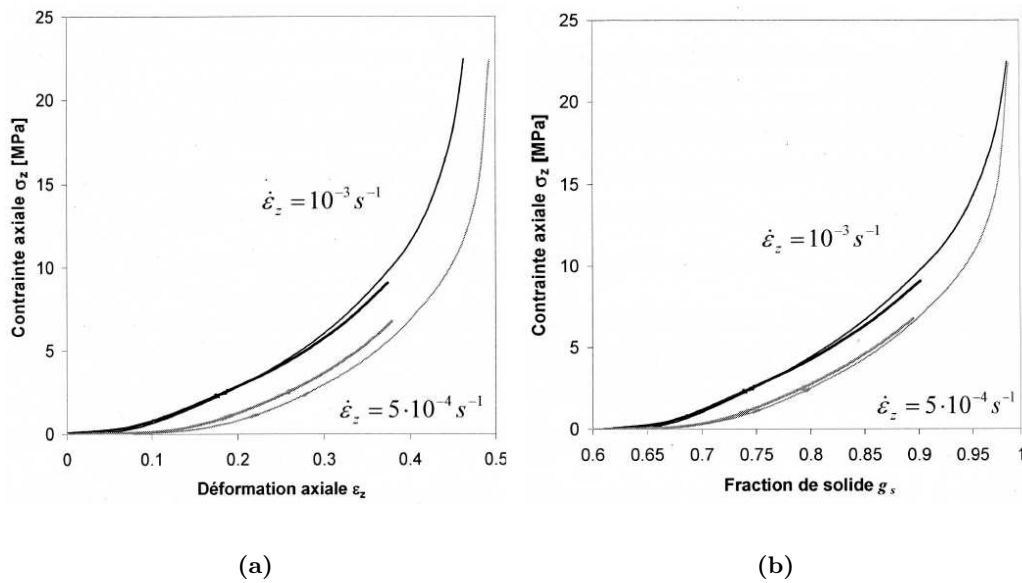 Contrainte axiale σz [MPa]
25
20
15
10
5
0
ε̇z = 10⁻³ s⁻¹
ε̇z = 5·10⁻⁴ s⁻¹
0 0.1 0.2 0.3 0.4 0.5
Déformation axiale εz
(a)
Contrainte axiale σz [MPa]
25
20
15
10
5
0
ε̇z = 10⁻³ s⁻¹
ε̇z = 5·10⁻⁴ s⁻¹
0.6 0.65 0.7 0.75 0.8 0.85 0.9 0.95 1
Fraction de solide gs
(b)